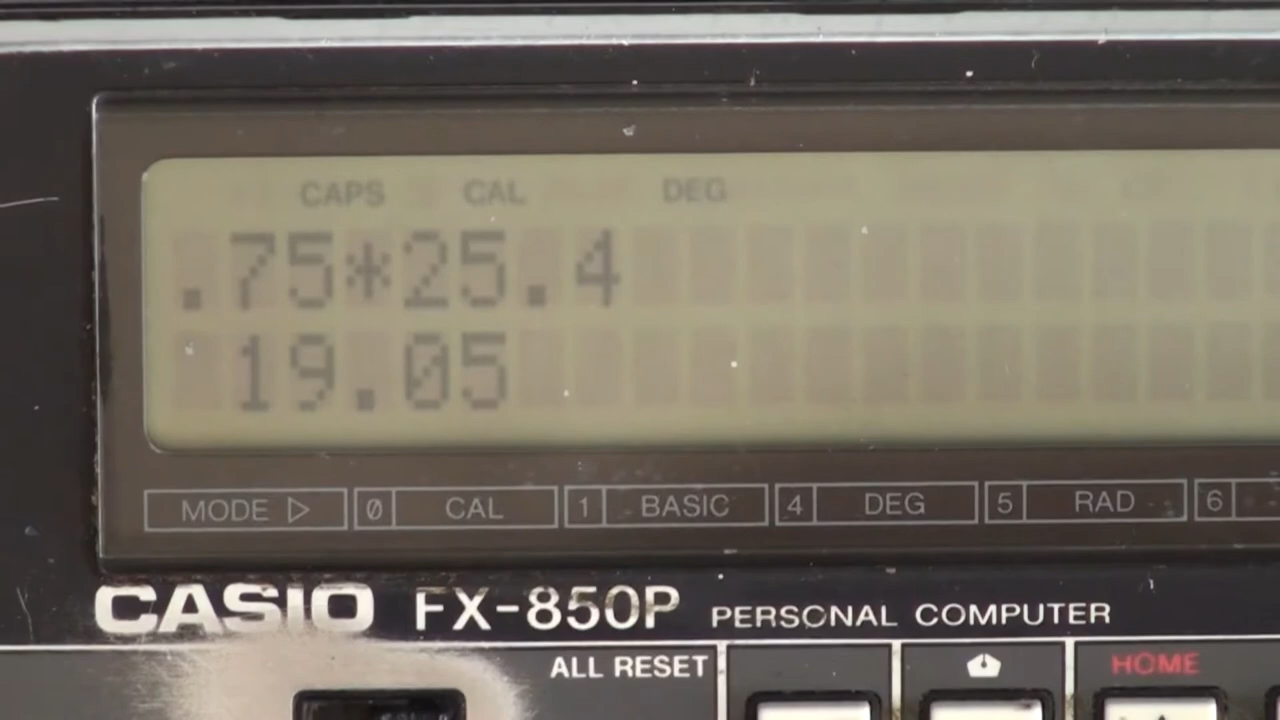 CAPS CAL DEG
.75*25.4
19.05
MODE ▷ 0 CAL 1 BASIC 4 DEG 5 RAD 6
CASIO FX-850P PERSONAL COMPUTER
ALL RESET HOME